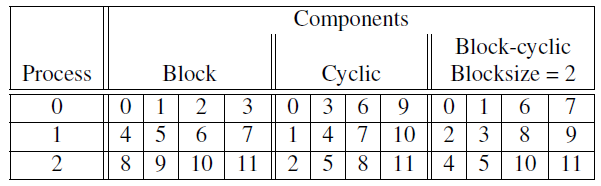 Components
Block-cyclic
Process Block Cyclic Blocksize = 2
0 0 1 2 3 0 3 6 9 0 1 6 7
1 4 5 6 7 1 4 7 10 2 3 8 9
2 8 9 10 11 2 5 8 11 4 5 10 11